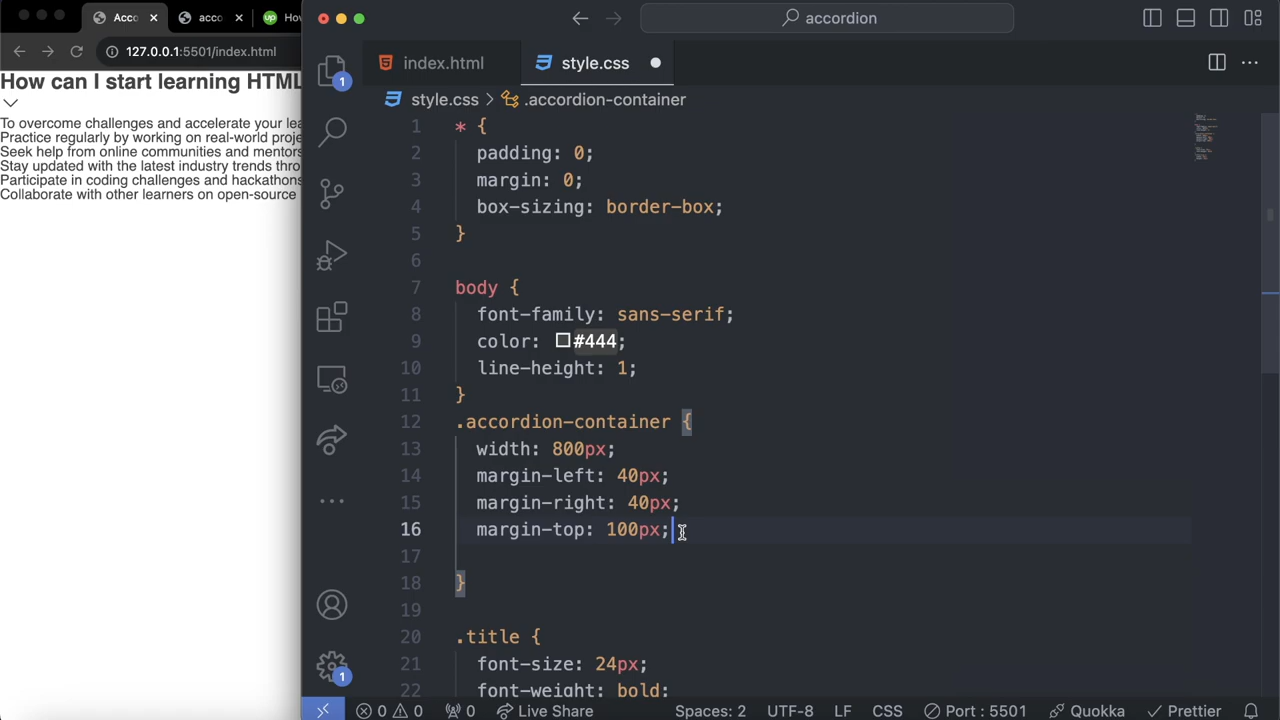 Acco
acco
Ho
127.0.0.1:5501/index.html
How can I start learning HTML
To overcome challenges and accelerate your lea
Practice regularly by working on real-world proje
Seek help from online communities and mentors
Stay updated with the latest industry trends thro
Participate in coding challenges and hackathons
Collaborate with other learners on open-source
accordion
index.html
style.css
style.css > .accordion-container
1 * {
2 padding: 0;
3 margin: 0;
4 box-sizing: border-box;
5 }
6
7 body {
8 font-family: sans-serif;
9 color: #444;
10 line-height: 1;
11 }
12 .accordion-container {
13 width: 800px;
14 margin-left: 40px;
15 margin-right: 40px;
16 margin-top: 100px;
17
18 }
19
20 .title {
21 font-size: 24px;
22 font-weight: bold;
1
1
0 0 0 Live Share Spaces: 2 UTF-8 LF CSS Port : 5501 Quokka Prettier